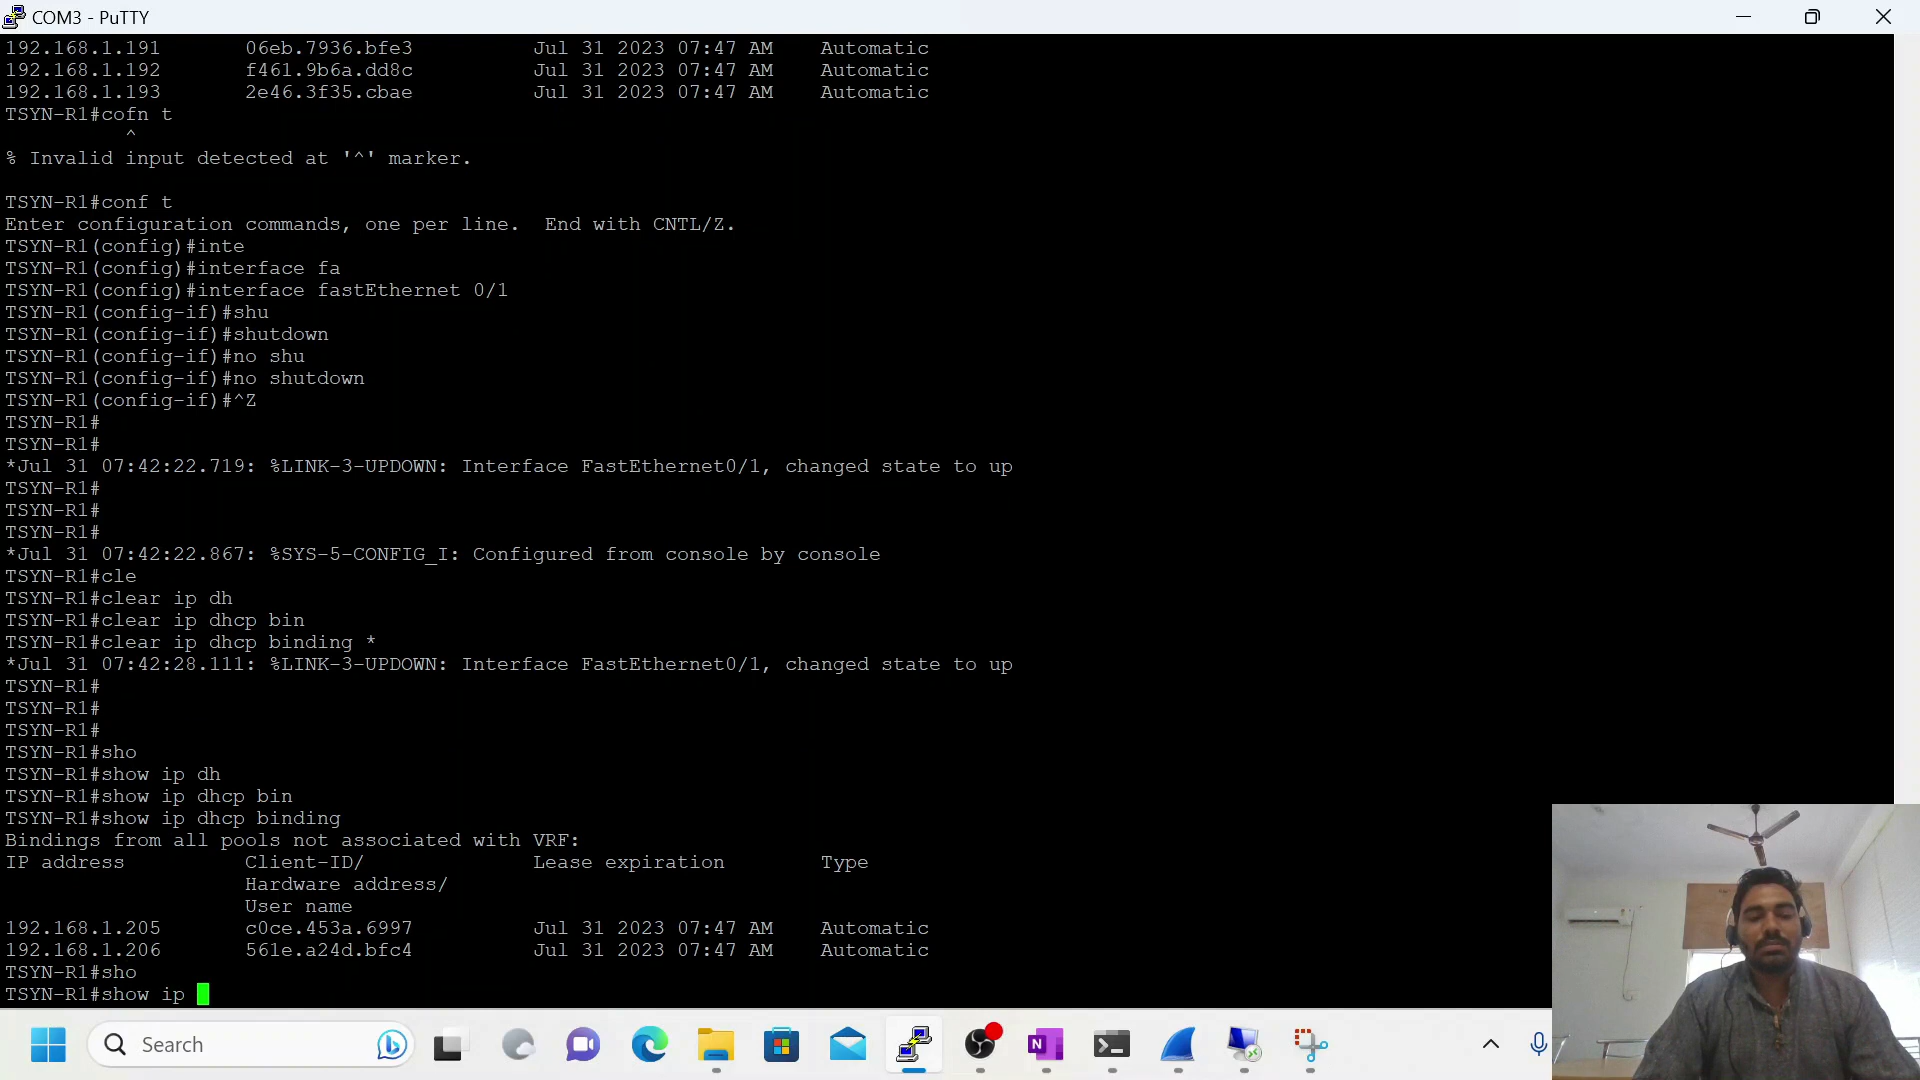 COM3 - PuTTY
192.168.1.191 06eb.7936.bfe3 Jul 31 2023 07:47 AM Automatic
192.168.1.192 f461.9b6a.dd8c Jul 31 2023 07:47 AM Automatic
192.168.1.193 2e46.3f35.cbae Jul 31 2023 07:47 AM Automatic
TSYN-R1#cofn t
^
% Invalid input detected at '^' marker.
TSYN-R1#conf t
Enter configuration commands, one per line. End with CNTL/Z.
TSYN-R1(config)#inte
TSYN-R1(config)#interface fa
TSYN-R1(config)#interface fastEthernet 0/1
TSYN-R1(config-if)#shu
TSYN-R1(config-if)#shutdown
TSYN-R1(config-if)#no shu
TSYN-R1(config-if)#no shutdown
TSYN-R1(config-if)#^Z
TSYN-R1#
TSYN-R1#
*Jul 31 07:42:22.719: %LINK-3-UPDOWN: Interface FastEthernet0/1, changed state to up
TSYN-R1#
TSYN-R1#
TSYN-R1#
*Jul 31 07:42:22.867: %SYS-5-CONFIG_I: Configured from console by console
TSYN-R1#cle
TSYN-R1#clear ip dh
TSYN-R1#clear ip dhcp bin
TSYN-R1#clear ip dhcp binding *
*Jul 31 07:42:28.111: %LINK-3-UPDOWN: Interface FastEthernet0/1, changed state to up
TSYN-R1#
TSYN-R1#
TSYN-R1#
TSYN-R1#sho
TSYN-R1#show ip dh
TSYN-R1#show ip dhcp bin
TSYN-R1#show ip dhcp binding
Bindings from all pools not associated with VRF:
IP address Client-ID/ Lease expiration Type
Hardware address/
User name
192.168.1.205 c0ce.453a.6997 Jul 31 2023 07:47 AM Automatic
192.168.1.206 561e.a24d.bfc4 Jul 31 2023 07:47 AM Automatic
TSYN-R1#sho
TSYN-R1#show ip
Search